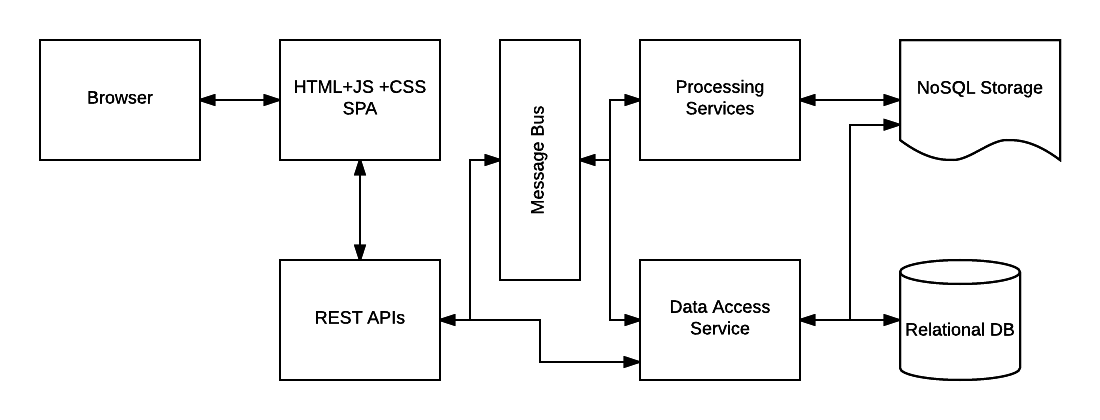 Browser
HTML+JS +CSS
SPA
Message Bus
Processing
Services
NoSQL Storage
REST APIs
Data Access
Service
Relational DB